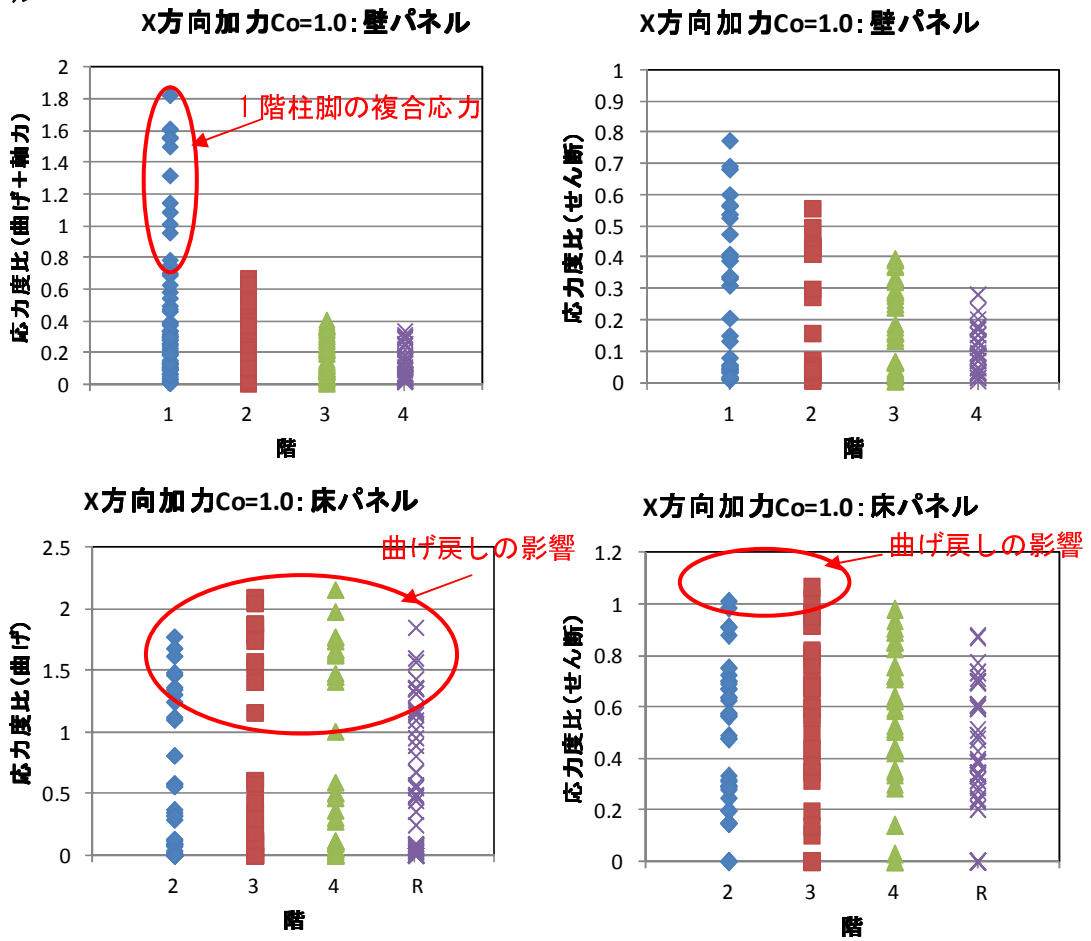 X方向加力Co=1.0:壁パネル
応力度比(曲げ+軸力)
2
1.8
1.6
1.4
1.2
1
0.8
0.6
0.4
0.2
0
1階柱脚の複合応力
1 2 3 4
階
X方向加力Co=1.0:壁パネル
応力度比(せん断)
1
0.9
0.8
0.7
0.6
0.5
0.4
0.3
0.2
0.1
0
1 2 3 4
階
X方向加力Co=1.0:床パネル
曲げ戻しの影響
応力度比(曲げ)
2.5
2
1.5
1
0.5
0
2 3 4 R
階
X方向加力Co=1.0:床パネル
曲げ戻しの影響
応力度比(せん断)
1.2
1
0.8
0.6
0.4
0.2
0
2 3 4 R
階